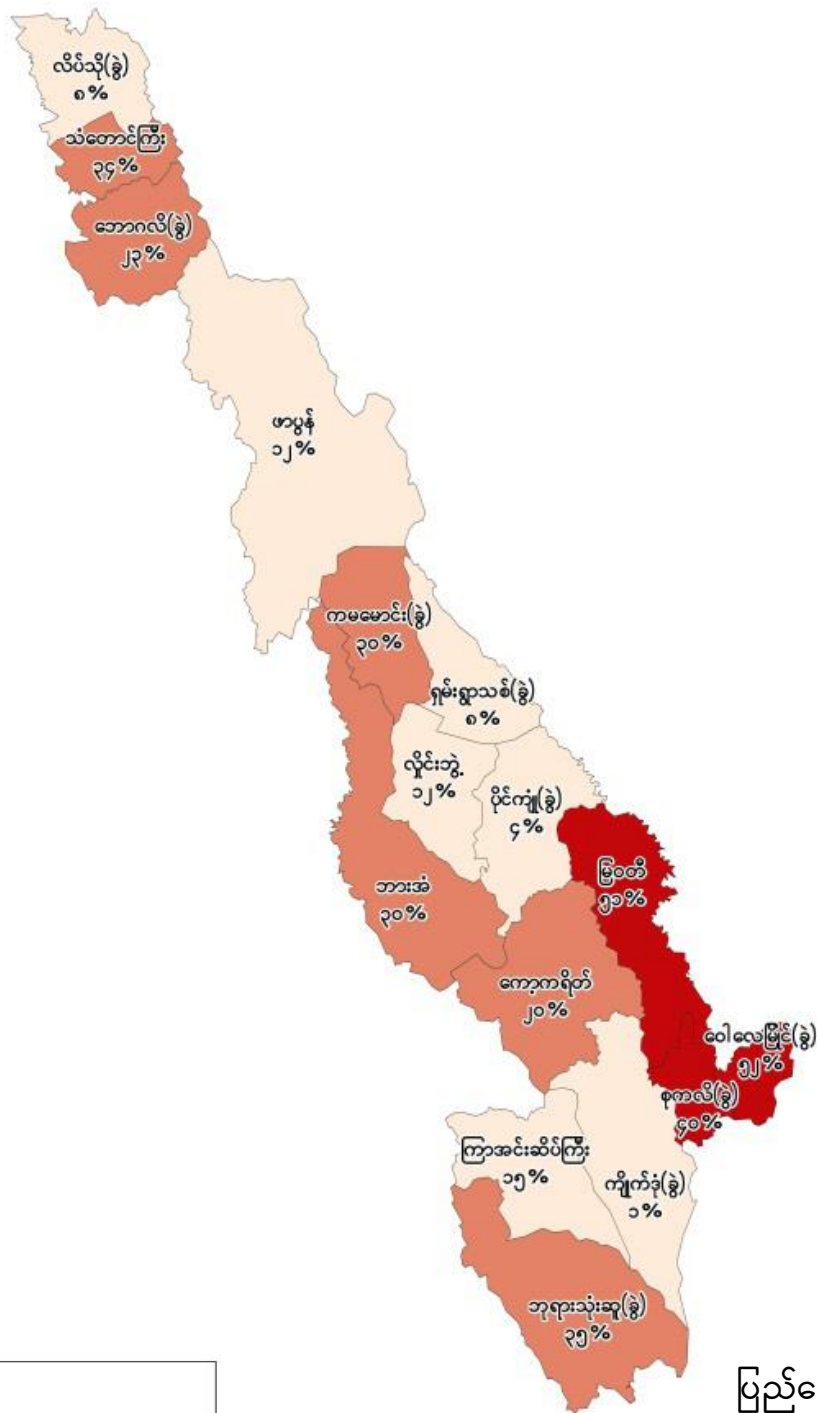 လိပ်သို(ခွဲ)
၈%
သံတောင်ကြီး
၃၄%
ဘောဂလိ(ခွဲ)
၂၃%
ဖာပွန်
၁၂%
ကမမောင်း(ခွဲ)
၃၀%
ရှမ်းရွာသစ်(ခွဲ)
၈%
လှိုင်းဘွဲ့
၁၂%
ပိုင်ကျုံ(ခွဲ)
၄%
မြဝတီ
၅၁%
ဘားအံ
၃၀%
ကော့ကရိတ်
၂၀%
ဝေါလေမြိုင်(ခွဲ)
၅၂%
စုကလိ(ခွဲ)
၄၀%
ကြာအင်းဆိပ်ကြီး
၁၅%
ကျိုက်ဒုံ(ခွဲ)
၁%
ဘုရားသုံးဆူ(ခွဲ)
၃၅%
ပြည်ေ